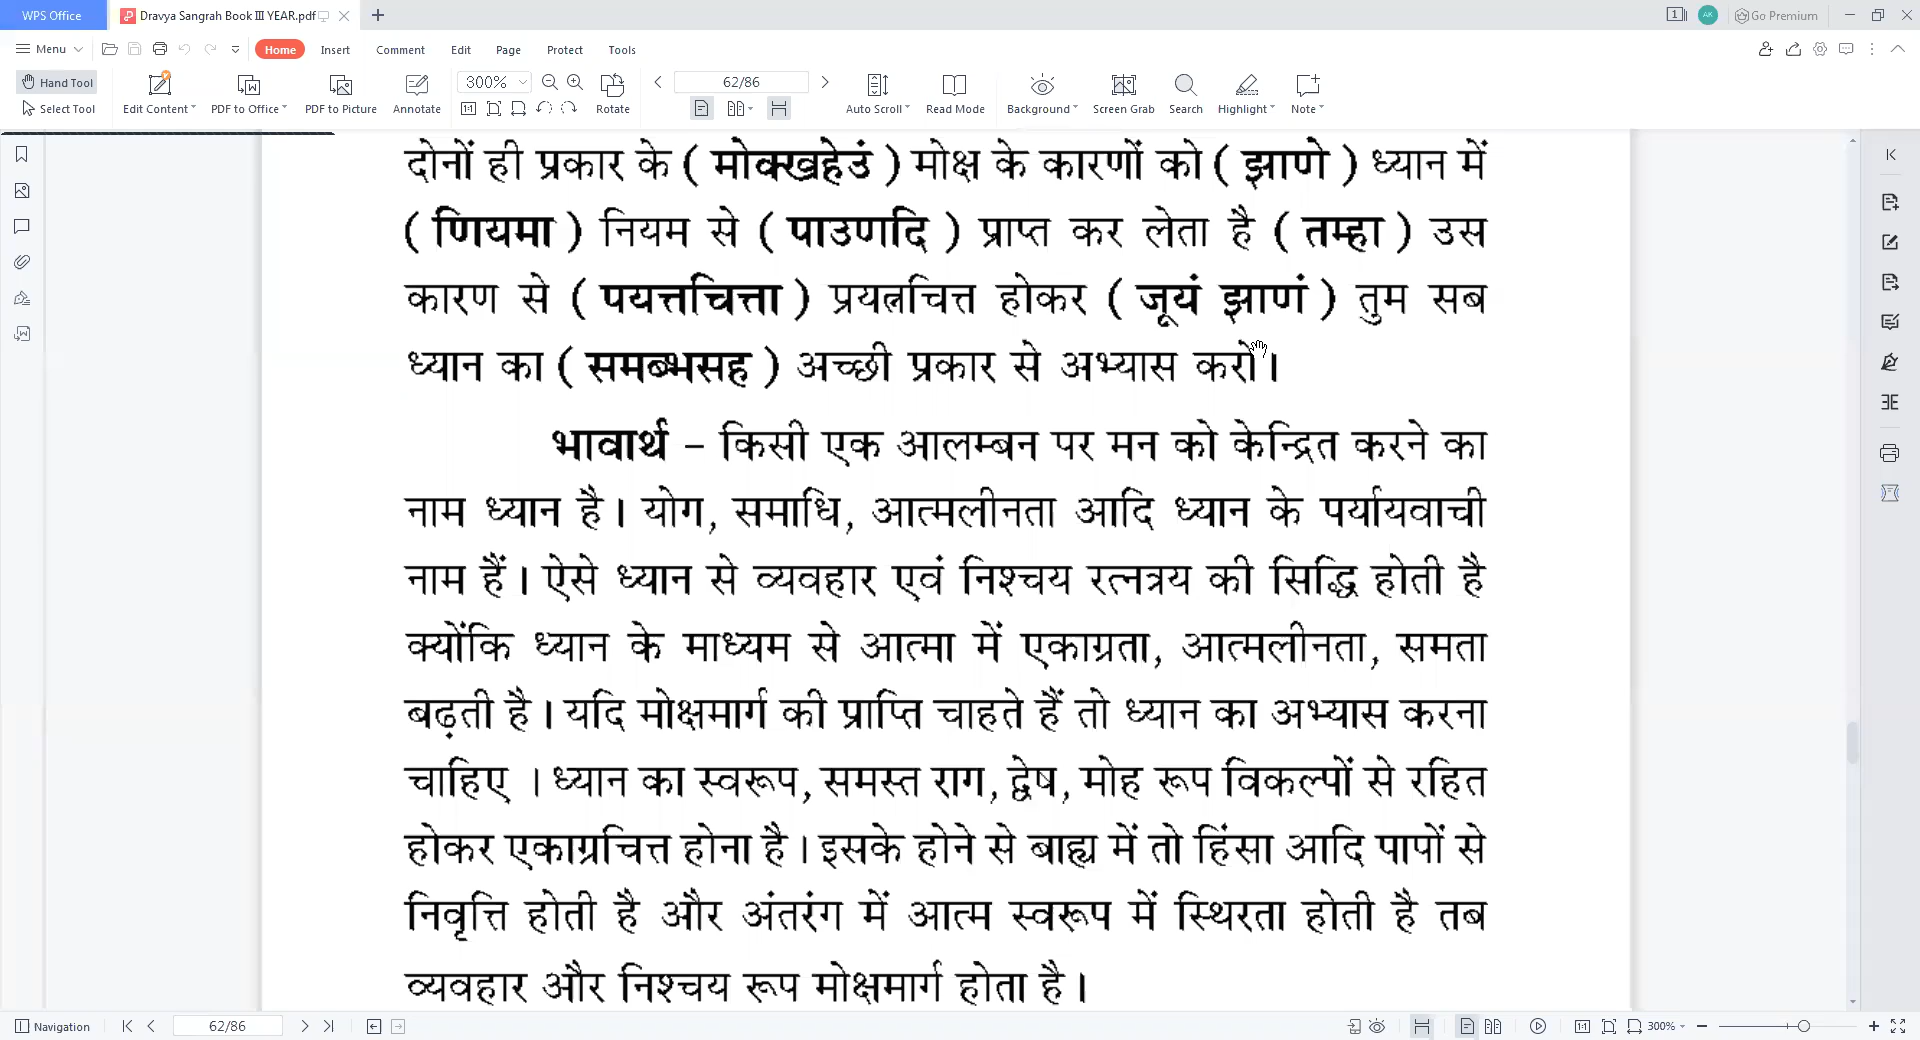 WPS Office
Dravya Sangrah Book III YEAR.pdf
1
AK
Go Premium
Menu
Home
Insert
Comment
Edit
Page
Protect
Tools
Hand Tool
300%
62/86
Select Tool
Edit Content
PDF to Office
PDF to Picture
Annotate
Rotate
Auto Scroll
Read Mode
Background
Screen Grab
Search
Highlight
Note
दोनों ही प्रकार के ( मोक्खहेउं ) मोक्ष के कारणों को ( झाणे ) ध्यान में
( णियमा ) नियम से ( पाउणदि ) प्राप्त कर लेता है ( तम्हा ) उस
कारण से ( पयत्तचित्ता ) प्रयत्नचित्त होकर ( जूयं झाणं ) तुम सब
ध्यान का ( समब्भसह ) अच्छी प्रकार से अभ्यास करो।
भावार्थ – किसी एक आलम्बन पर मन को केन्द्रित करने का
नाम ध्यान है। योग, समाधि, आत्मलीनता आदि ध्यान के पर्यायवाची
नाम हैं। ऐसे ध्यान से व्यवहार एवं निश्चय रत्नत्रय की सिद्धि होती है
क्योंकि ध्यान के माध्यम से आत्मा में एकाग्रता, आत्मलीनता, समता
बढ़ती है। यदि मोक्षमार्ग की प्राप्ति चाहते हैं तो ध्यान का अभ्यास करना
चाहिए । ध्यान का स्वरूप, समस्त राग, द्वेष, मोह रूप विकल्पों से रहित
होकर एकाग्रचित्त होना है। इसके होने से बाह्य में तो हिंसा आदि पापों से
निवृत्ति होती है और अंतरंग में आत्म स्वरूप में स्थिरता होती है तब
व्यवहार और निश्चय रूप मोक्षमार्ग होता है।
Navigation
62/86
300%